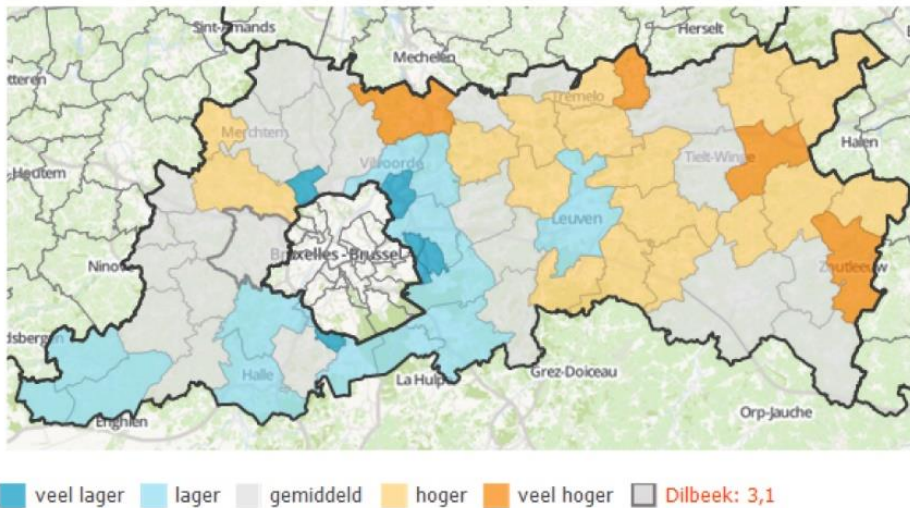 Sint-Amands
Herselt
Mechelen
Tremelo
Merchtem
Halen
Vilvoorde
Tielt-Winge
Leuven
Bruxelles - Brussel
Zoutleeuw
Halle
La Hulpe
Grez-Doiceau
Enghien
Orp-Jauche
veel lager lager gemiddeld hoger veel hoger Dilbeek: 3,1